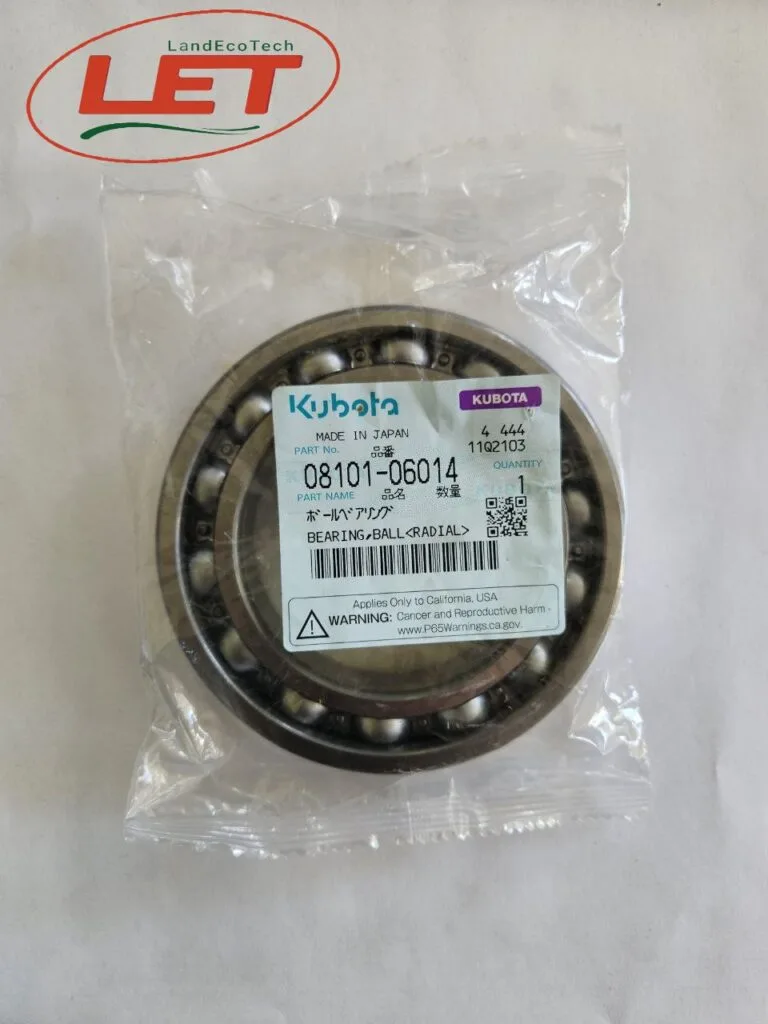 LandEcoTech
LET
Kubota
KUBOTA
MADE IN JAPAN
4 444
PART No.
品番
11Q2103
08101-06014
QUANTITY
PART NAME
品名
数量
1
ボールベアリング
BEARING,BALL<RADIAL>
Applies Only to California, USA
WARNING: Cancer and Reproductive Harm -
www.P65Warnings.ca.gov.